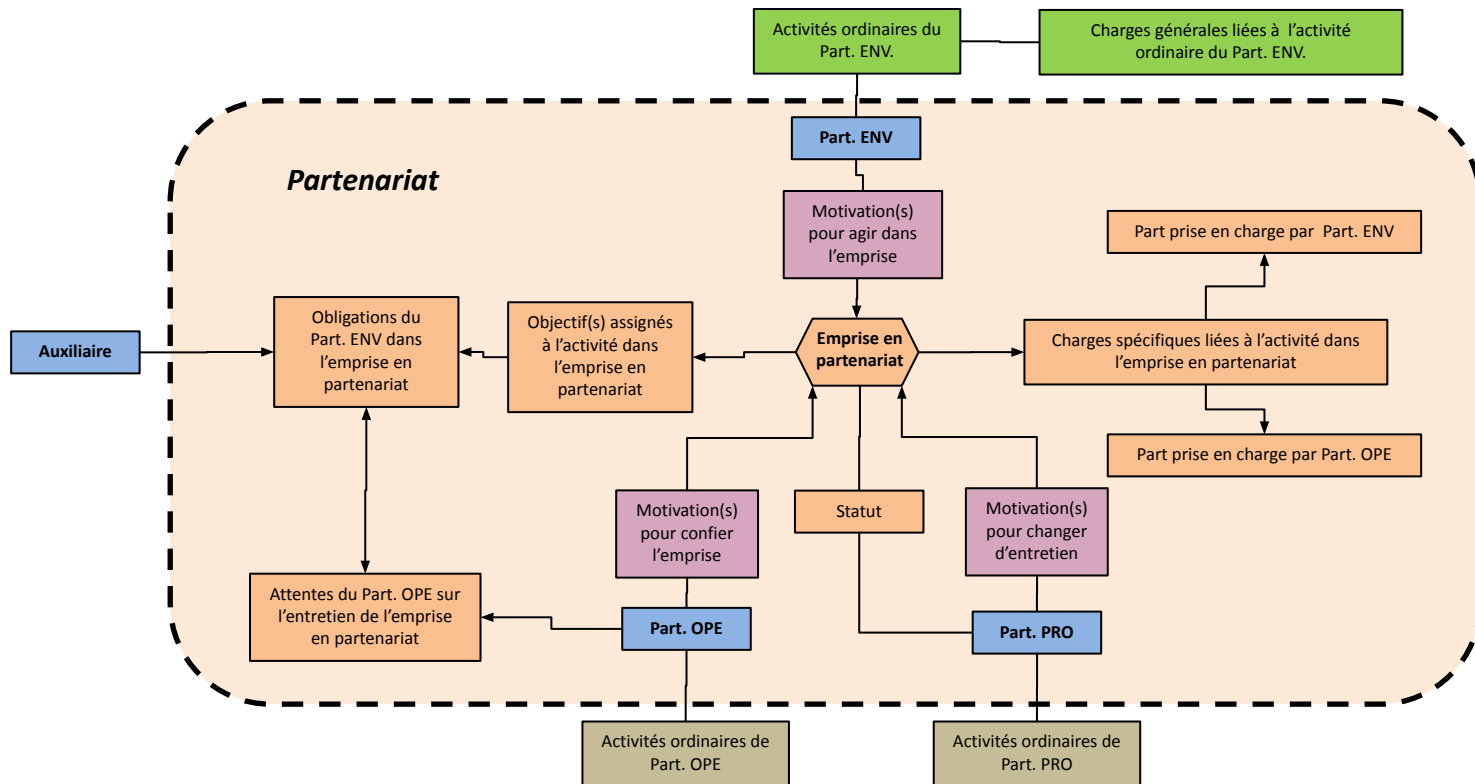 Activités ordinaires du
Part. ENV.
Charges générales liées à l’activité
ordinaire du Part. ENV.
Part. ENV
Partenariat
Motivation(s)
pour agir dans
l’emprise
Part prise en charge par Part. ENV
Auxiliaire
Obligations du
Part. ENV dans
l’emprise en
partenariat
Objectif(s) assignés
à l’activité dans
l’emprise en
partenariat
Emprise en
partenariat
Charges spécifiques liées à l’activité dans
l’emprise en partenariat
Part prise en charge par Part. OPE
Motivation(s)
pour confier
l’emprise
Statut
Motivation(s)
pour changer
d’entretien
Attentes du Part. OPE sur
l’entretien de l’emprise
en partenariat
Part. OPE
Part. PRO
Activités ordinaires de
Part. OPE
Activités ordinaires de
Part. PRO